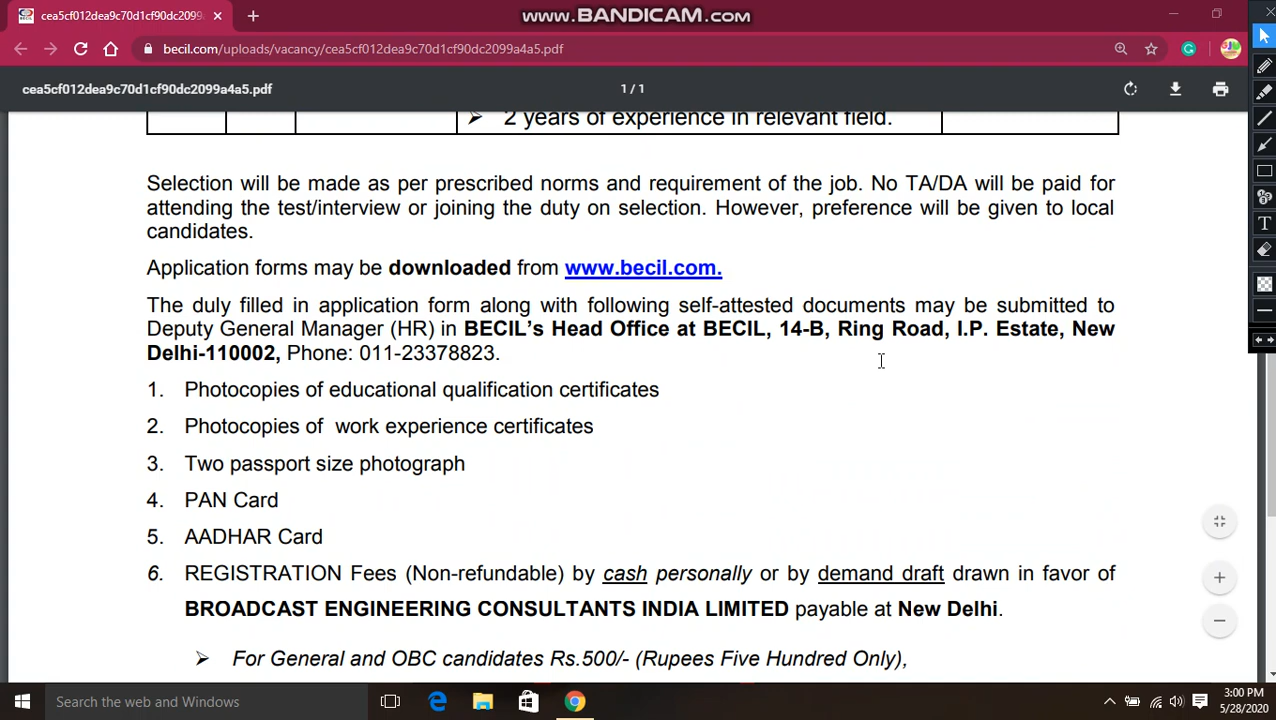 www.BANDICAM.com
cea5cf012dea9c70d1cf90dc2099
becil.com/uploads/vacancy/cea5cf012dea9c70d1cf90dc2099a4a5.pdf
cea5cf012dea9c70d1cf90dc2099a4a5.pdf
1 / 1
2 years of experience in relevant field.
Selection will be made as per prescribed norms and requirement of the job. No TA/DA will be paid for
attending the test/interview or joining the duty on selection. However, preference will be given to local
candidates.
Application forms may be downloaded from www.becil.com.
The duly filled in application form along with following self-attested documents may be submitted to
Deputy General Manager (HR) in BECIL's Head Office at BECIL, 14-B, Ring Road, I.P. Estate, New
Delhi-110002, Phone: 011-23378823.
1. Photocopies of educational qualification certificates
2. Photocopies of work experience certificates
3. Two passport size photograph
4. PAN Card
5. AADHAR Card
6. REGISTRATION Fees (Non-refundable) by cash personally or by demand draft drawn in favor of
BROADCAST ENGINEERING CONSULTANTS INDIA LIMITED payable at New Delhi.
For General and OBC candidates Rs.500/- (Rupees Five Hundred Only),
Search the web and Windows
3:00 PM
5/28/2020